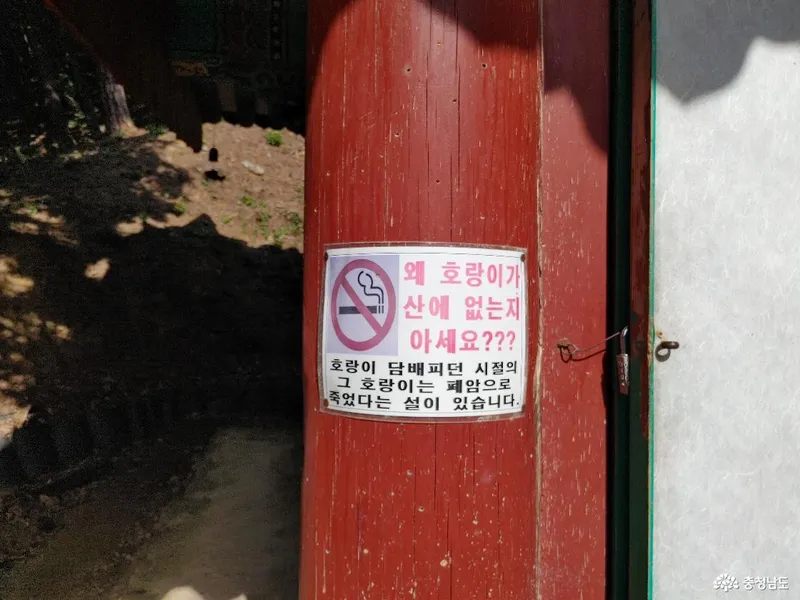 왜 호랑이가
산에 없는지
아세요???
호랑이 담배피던 시절의
그 호랑이는 폐암으로
죽었다는 설이 있습니다.
충청남도